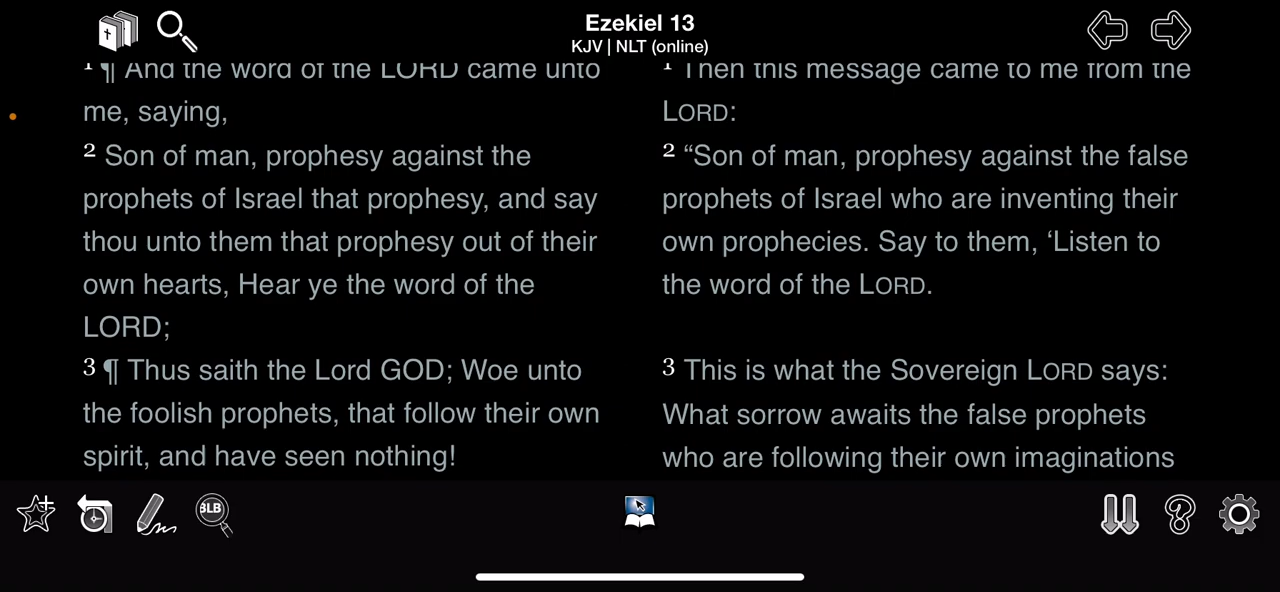 Ezekiel 13
KJV | NLT (online)
1 ¶ And the word of the LORD came unto
me, saying,
2 Son of man, prophesy against the
prophets of Israel that prophesy, and say
thou unto them that prophesy out of their
own hearts, Hear ye the word of the
LORD;
3 ¶ Thus saith the Lord GOD; Woe unto
the foolish prophets, that follow their own
spirit, and have seen nothing!
1 Then this message came to me from the
LORD:
2 “Son of man, prophesy against the false
prophets of Israel who are inventing their
own prophecies. Say to them, ‘Listen to
the word of the LORD.
3 This is what the Sovereign LORD says:
What sorrow awaits the false prophets
who are following their own imaginations
BLB